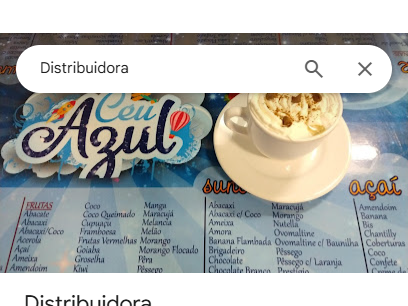 Distribuidora
Café
Céu
Azul
suns
açaí
FRUTAS
Abacate
Abacaxi
Abacaxi/Coco
Acerola
Açaí
Ameixa
Amendoim
Coco
Coco Queimado
Cupuaçu
Framboesa
Frutas Vermelhas
Goiaba
Groselha
Kiwi
Manga
Maracujá
Melancia
Melão
Morango
Morango Flocado
Pêra
Pêssego
Abacaxi
Abacaxi c/ Coco
Ameixa
Amora
Banana Flambada
Brigadeiro
Chocolate
Chocolate Branco
Maracujá
Morango
Nutella
Ovomaltine
Ovomaltine c/ Baunilha
Pêssego
Pêssego c/ Laranja
Prestígio
Amendoim
Banana
Bis
Chantilly
Coberturas
Coco
Confete
Distribuidora